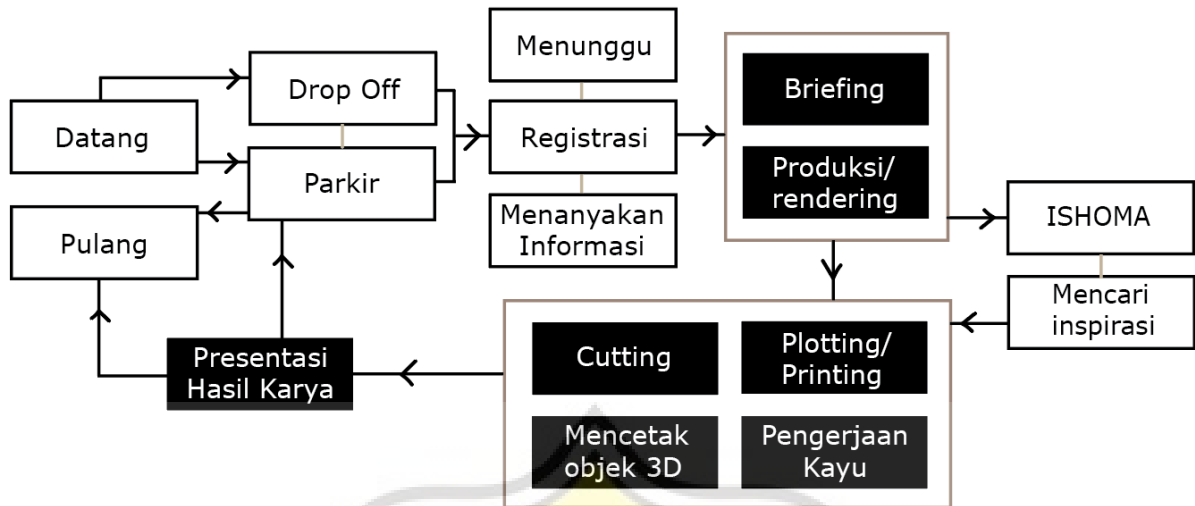 Datang
Pulang
Drop Off
Parkir
Menunggu
Registrasi
Menanyakan
Informasi
Briefing
Produksi/
rendering
ISHOMA
Mencari
inspirasi
Cutting
Plotting/
Printing
Mencetak
objek 3D
Pengerjaan
Kayu
Presentasi
Hasil Karya